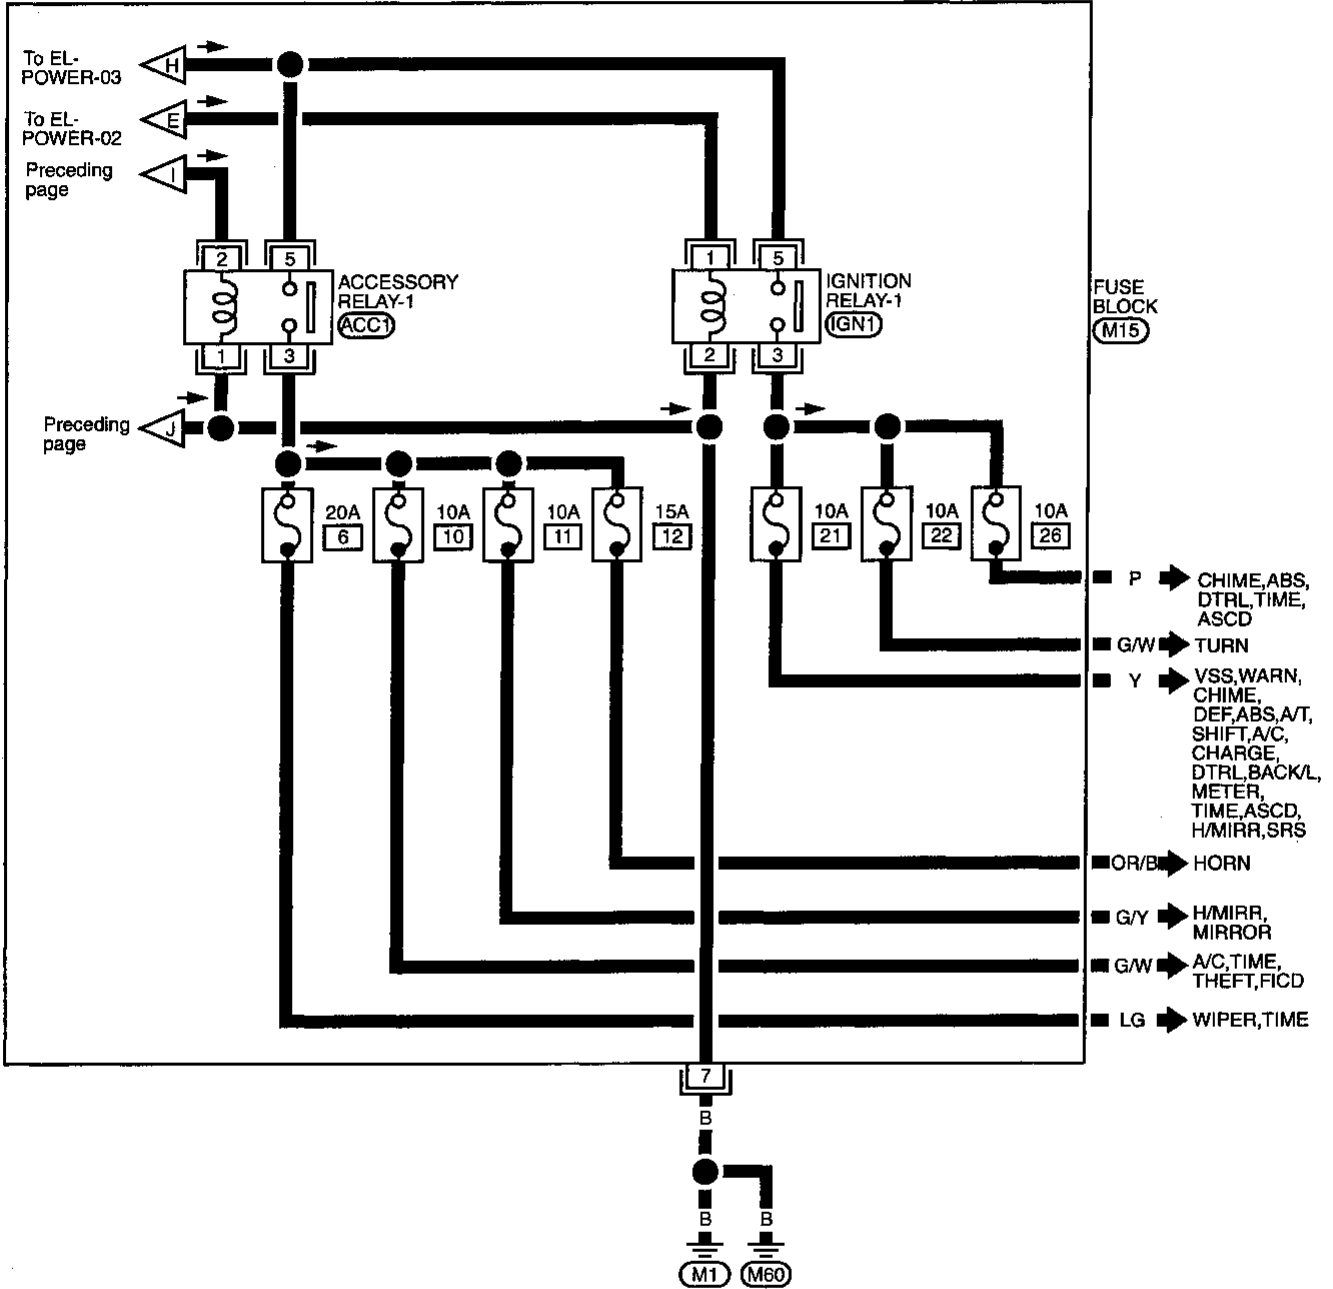 To EL-
POWER-03
H
To EL-
POWER-02
E
Preceding
page
I
2
5
1
5
ACCESSORY
RELAY-1
ACC1
IGNITION
RELAY-1
IGN1
FUSE
BLOCK
M15
1
3
2
3
Preceding
page
J
20A
6
10A
10
10A
11
15A
12
10A
21
10A
22
10A
26
P
CHIME,ABS,
DTRL,TIME,
ASCD
G/W
TURN
Y
VSS,WARN,
CHIME,
DEF,ABS,A/T,
SHIFT,A/C,
CHARGE,
DTRL,BACK/L,
METER,
TIME,ASCD,
H/MIRR,SRS
OR/B
HORN
G/Y
H/MIRR,
MIRROR
G/W
A/C,TIME,
THEFT,FICD
LG
WIPER,TIME
7
B
B
B
M1
M60